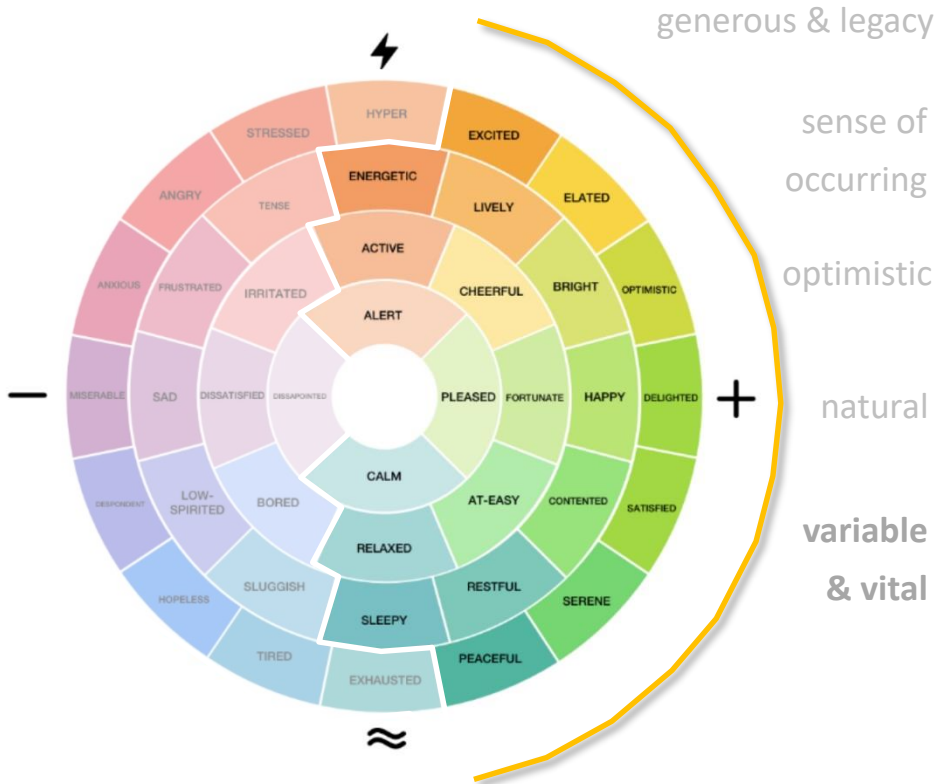 generous & legacy
HYPER
STRESSED
EXCITED
ENERGETIC
ANGRY
ELATED
TENSE
LIVELY
sense of
occurring
ACTIVE
ANXIOUS
FRUSTRATED
IRRITATED
CHEERFUL
BRIGHT
OPTIMISTIC
optimistic
ALERT
−
MISERABLE
SAD
DISSATISFIED
DISSAPOINTED
PLEASED
FORTUNATE
HAPPY
DELIGHTED
+
natural
CALM
DESPONDENT
LOW-
SPIRITED
BORED
AT-EASY
CONTENTED
SATISFIED
RELAXED
variable
& vital
HOPELESS
SLUGGISH
RESTFUL
SERENE
SLEEPY
TIRED
PEACEFUL
EXHAUSTED
≈